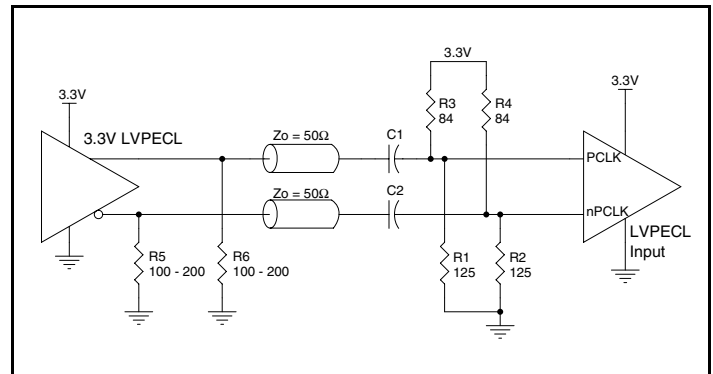 3.3V
3.3V
3.3V
3.3V LVPECL
Zo = 50Ω
C1
R3
84
R4
84
PCLK
Zo = 50Ω
C2
nPCLK
LVPECL
Input
R5
100 - 200
R6
100 - 200
R1
125
R2
125